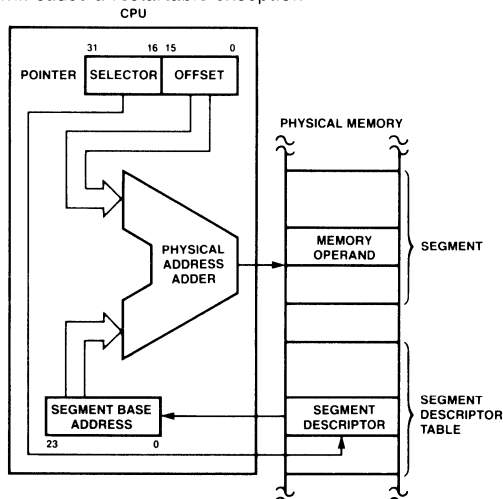 CPU
31 16 15 0
POINTER SELECTOR OFFSET
PHYSICAL MEMORY
PHYSICAL
ADDRESS
ADDER
MEMORY
OPERAND
SEGMENT
SEGMENT BASE
ADDRESS
23 0
SEGMENT
DESCRIPTOR
SEGMENT
DESCRIPTOR
TABLE